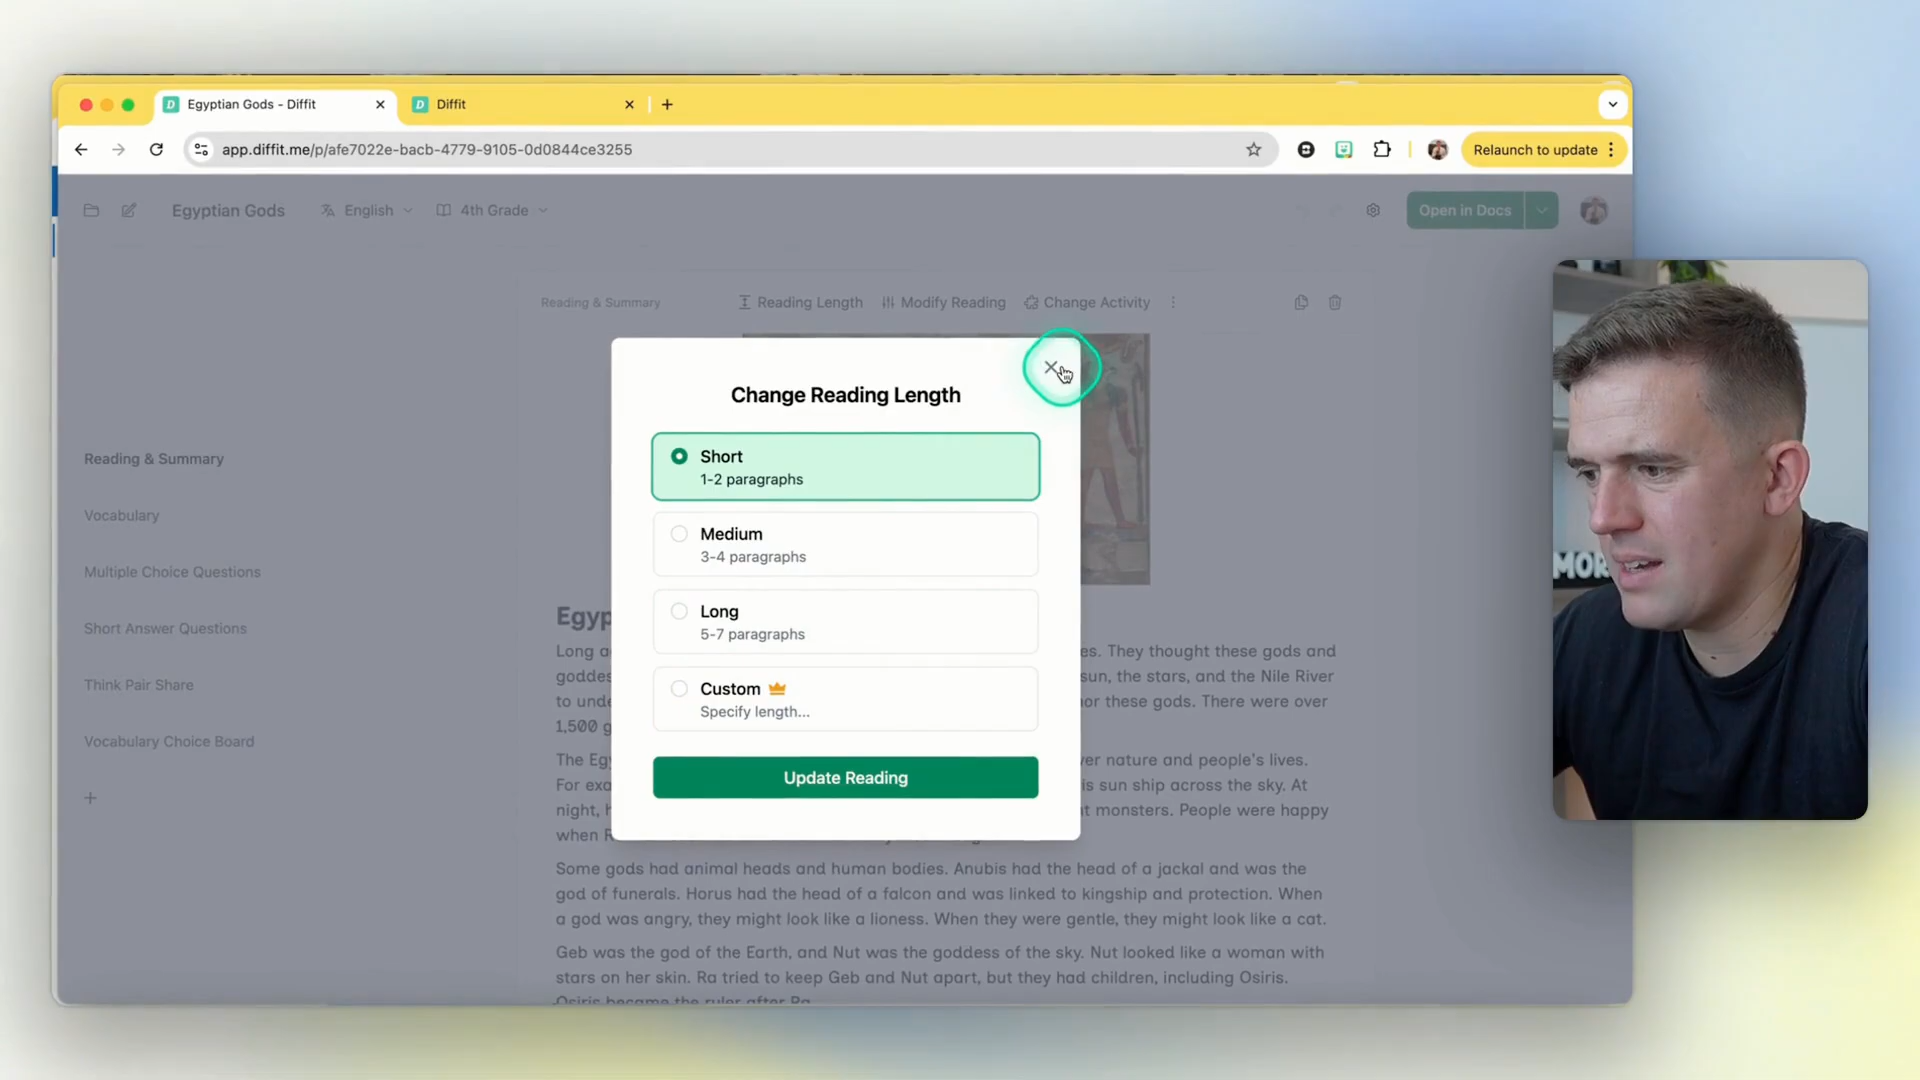 Egyptian Gods - Diffit
Diffit
app.diffit.me/p/afe7022e-bacb-4779-9105-0d0844ce3255
Relaunch to update
Egyptian Gods
English
4th Grade
Open in Docs
Reading & Summary
Reading Length
Modify Reading
Change Activity
Change Reading Length
Short
1-2 paragraphs
Medium
3-4 paragraphs
Long
5-7 paragraphs
Custom
Specify length...
Update Reading
Reading & Summary
Vocabulary
Multiple Choice Questions
Short Answer Questions
Think Pair Share
Vocabulary Choice Board
Long
They thought these gods and
goddes sun, the stars, and the Nile River
to these gods. There were over
1,500
The nature and people's lives.
For sun ship across the sky. At
night, monsters. People were happy
when
Some gods had animal heads and human bodies. Anubis had the head of a jackal and was the
god of funerals. Horus had the head of a falcon and was linked to kingship and protection. When
a god was angry, they might look like a lioness. When they were gentle, they might look like a cat.
Geb was the god of the Earth, and Nut was the goddess of the sky. Nut looked like a woman with
stars on her skin. Ra tried to keep Geb and Nut apart, but they had children, including Osiris.
Osiris became the ruler after Ra.
MOR